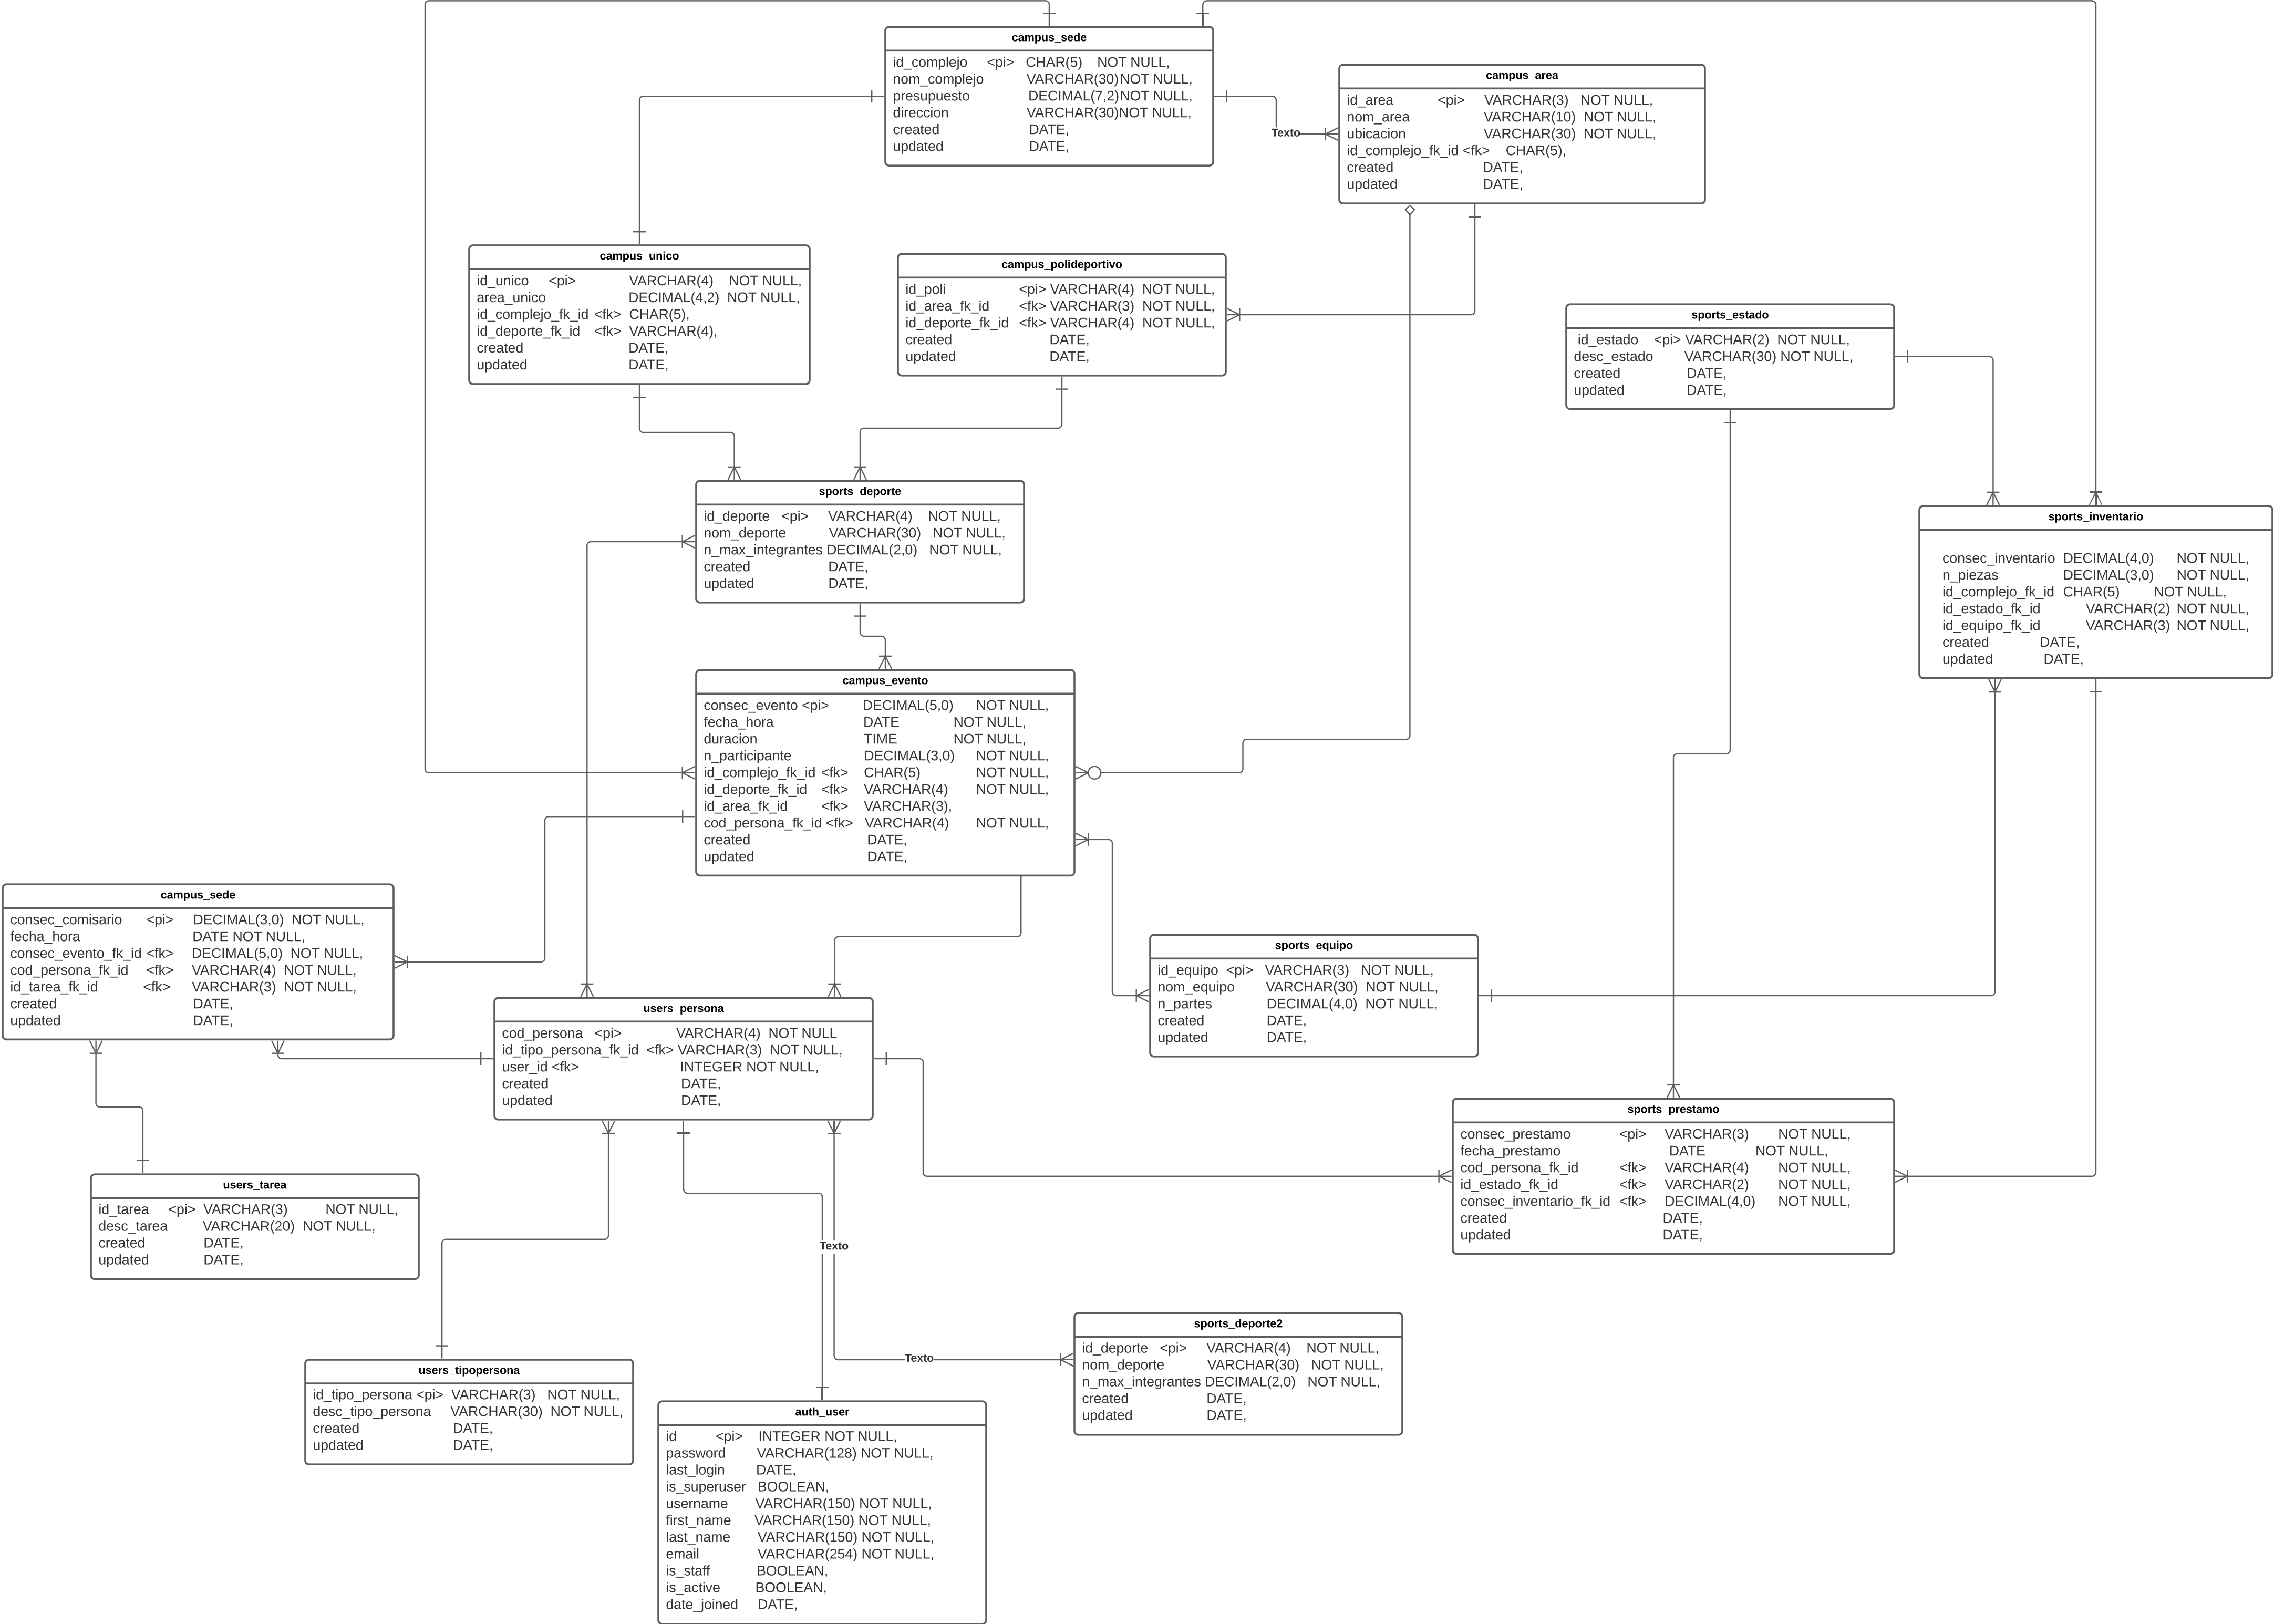 campus_sede
id_complejo <pi> CHAR(5) NOT NULL,
nom_complejo VARCHAR(30)NOT NULL,
presupuesto DECIMAL(7,2)NOT NULL,
direccion VARCHAR(30)NOT NULL,
created DATE,
updated DATE,
campus_area
id_area <pi> VARCHAR(3) NOT NULL,
nom_area VARCHAR(10) NOT NULL,
ubicacion VARCHAR(30) NOT NULL,
id_complejo_fk_id <fk> CHAR(5),
created DATE,
updated DATE,
Texto
campus_unico
id_unico <pi> VARCHAR(4) NOT NULL,
area_unico DECIMAL(4,2) NOT NULL,
id_complejo_fk_id <fk> CHAR(5),
id_deporte_fk_id <fk> VARCHAR(4),
created DATE,
updated DATE,
campus_polideportivo
id_poli <pi> VARCHAR(4) NOT NULL,
id_area_fk_id <fk> VARCHAR(3) NOT NULL,
id_deporte_fk_id <fk> VARCHAR(4) NOT NULL,
created DATE,
updated DATE,
sports_estado
id_estado <pi> VARCHAR(2) NOT NULL,
desc_estado VARCHAR(30) NOT NULL,
created DATE,
updated DATE,
sports_deporte
id_deporte <pi> VARCHAR(4) NOT NULL,
nom_deporte VARCHAR(30) NOT NULL,
n_max_integrantes DECIMAL(2,0) NOT NULL,
created DATE,
updated DATE,
sports_inventario
consec_inventario DECIMAL(4,0) NOT NULL,
n_piezas DECIMAL(3,0) NOT NULL,
id_complejo_fk_id CHAR(5) NOT NULL,
id_estado_fk_id VARCHAR(2) NOT NULL,
id_equipo_fk_id VARCHAR(3) NOT NULL,
created DATE,
updated DATE,
campus_evento
consec_evento <pi> DECIMAL(5,0) NOT NULL,
fecha_hora DATE NOT NULL,
duracion TIME NOT NULL,
n_participante DECIMAL(3,0) NOT NULL,
id_complejo_fk_id <fk> CHAR(5) NOT NULL,
id_deporte_fk_id <fk> VARCHAR(4) NOT NULL,
id_area_fk_id <fk> VARCHAR(3),
cod_persona_fk_id <fk> VARCHAR(4) NOT NULL,
created DATE,
updated DATE,
campus_sede
consec_comisario <pi> DECIMAL(3,0) NOT NULL,
fecha_hora DATE NOT NULL,
consec_evento_fk_id <fk> DECIMAL(5,0) NOT NULL,
cod_persona_fk_id <fk> VARCHAR(4) NOT NULL,
id_tarea_fk_id <fk> VARCHAR(3) NOT NULL,
created DATE,
updated DATE,
sports_equipo
id_equipo <pi> VARCHAR(3) NOT NULL,
nom_equipo VARCHAR(30) NOT NULL,
n_partes DECIMAL(4,0) NOT NULL,
created DATE,
updated DATE,
users_persona
cod_persona <pi> VARCHAR(4) NOT NULL
id_tipo_persona_fk_id <fk> VARCHAR(3) NOT NULL,
user_id <fk> INTEGER NOT NULL,
created DATE,
updated DATE,
sports_prestamo
consec_prestamo <pi> VARCHAR(3) NOT NULL,
fecha_prestamo DATE NOT NULL,
cod_persona_fk_id <fk> VARCHAR(4) NOT NULL,
id_estado_fk_id <fk> VARCHAR(2) NOT NULL,
consec_inventario_fk_id <fk> DECIMAL(4,0) NOT NULL,
created DATE,
updated DATE,
users_tarea
id_tarea <pi> VARCHAR(3) NOT NULL,
desc_tarea VARCHAR(20) NOT NULL,
created DATE,
updated DATE,
Texto
sports_deporte2
id_deporte <pi> VARCHAR(4) NOT NULL,
nom_deporte VARCHAR(30) NOT NULL,
n_max_integrantes DECIMAL(2,0) NOT NULL,
created DATE,
updated DATE,
Texto
users_tipopersona
id_tipo_persona <pi> VARCHAR(3) NOT NULL,
desc_tipo_persona VARCHAR(30) NOT NULL,
created DATE,
updated DATE,
auth_user
id <pi> INTEGER NOT NULL,
password VARCHAR(128) NOT NULL,
last_login DATE,
is_superuser BOOLEAN,
username VARCHAR(150) NOT NULL,
first_name VARCHAR(150) NOT NULL,
last_name VARCHAR(150) NOT NULL,
email VARCHAR(254) NOT NULL,
is_staff BOOLEAN,
is_active BOOLEAN,
date_joined DATE,